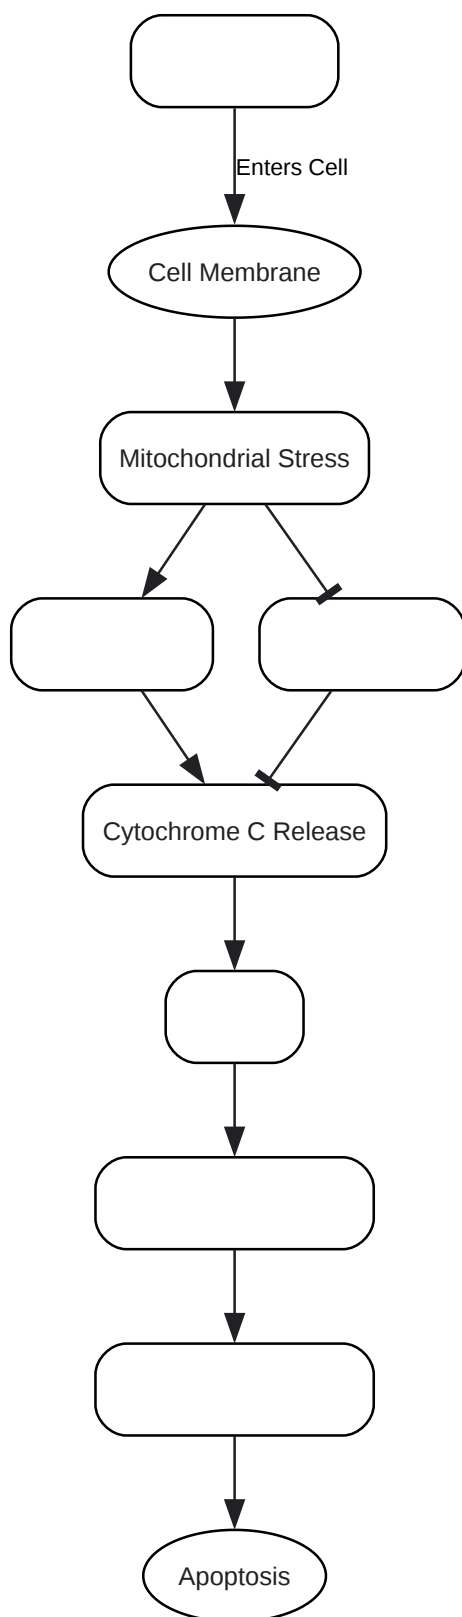 Enters Cell
Cell Membrane
Mitochondrial Stress
Cytochrome C Release
Apoptosis